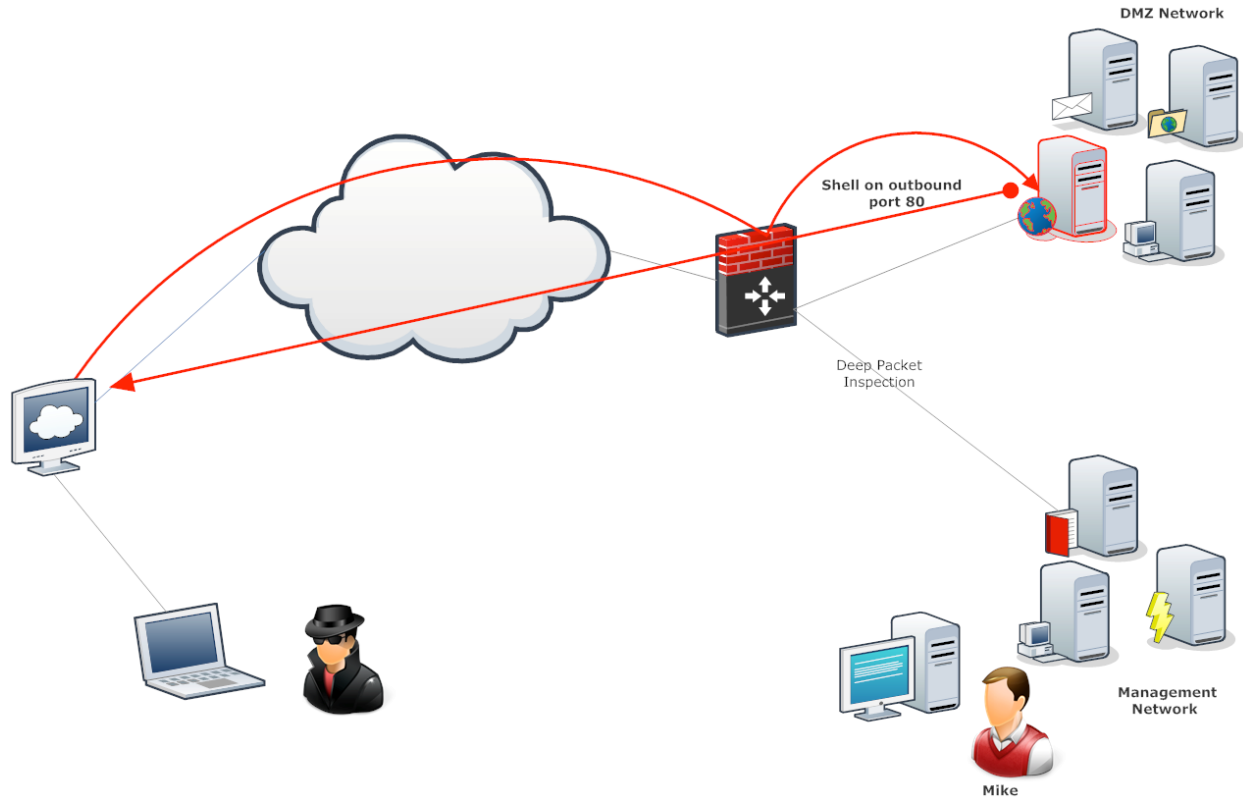 DMZ Network
Shell on outbound
port 80
Deep Packet
Inspection
Management
Network
Mike